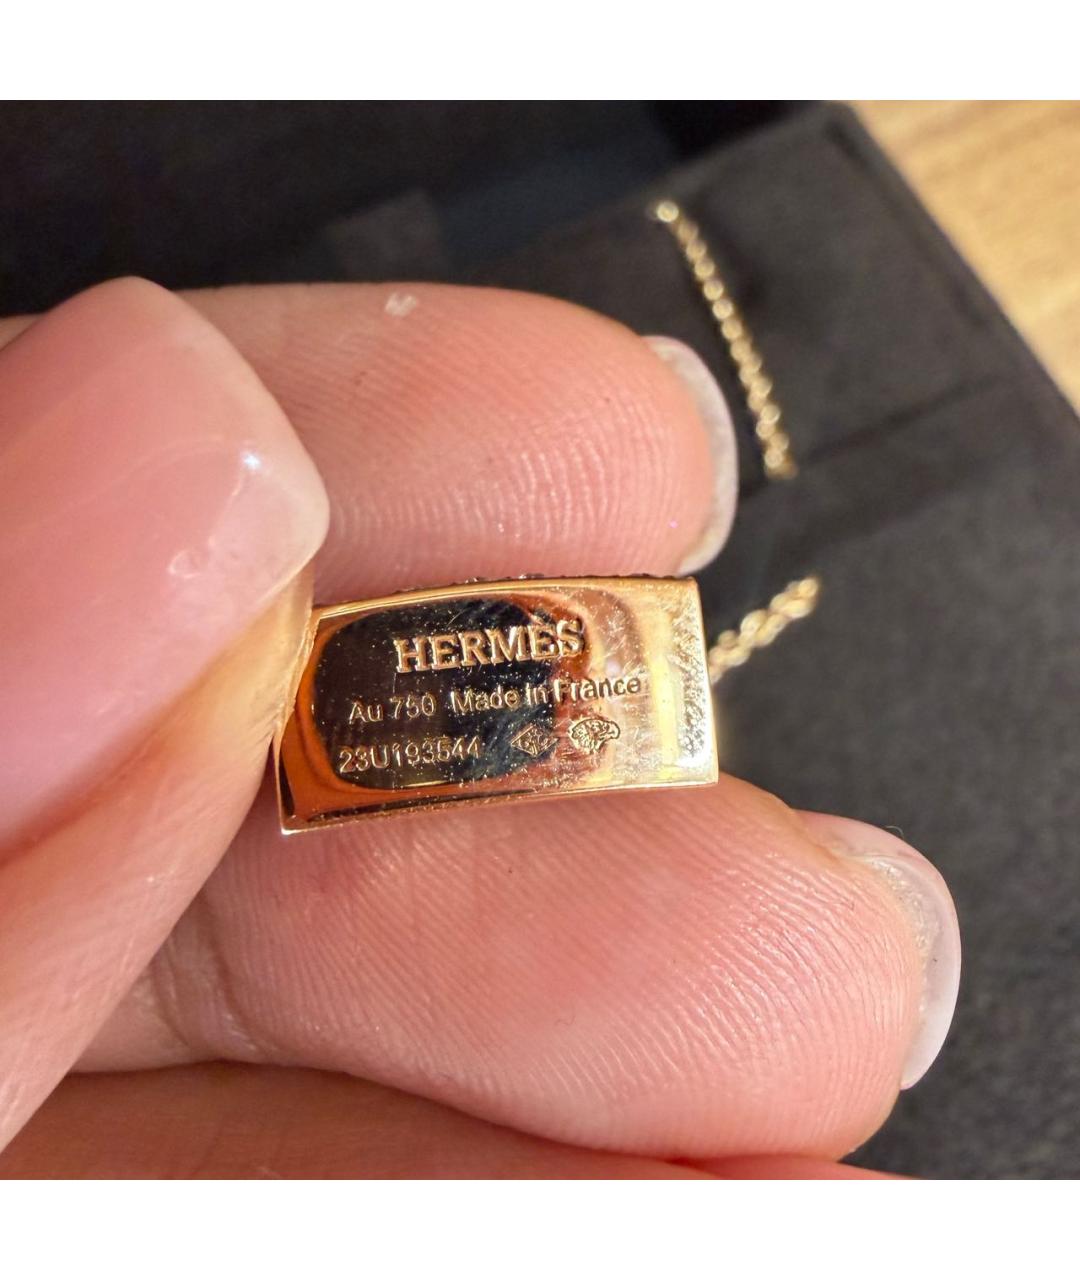 HERMÈS
Au 750 Made in France
23U193544